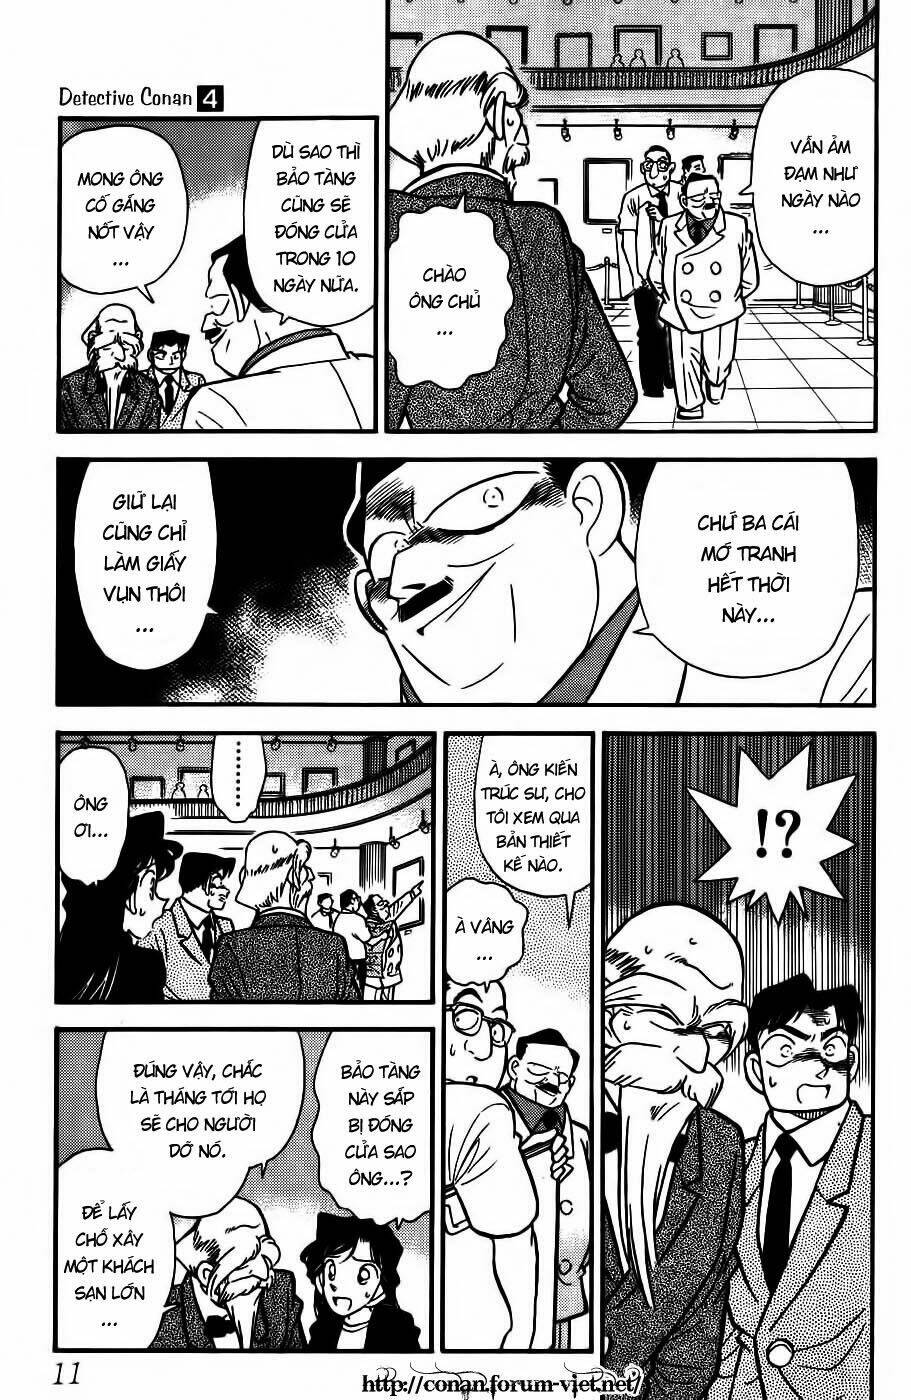 Detective Conan 4
VẪN ẢM
ĐẠM NHƯ
NGÀY NÀO
...
CHÀO
ÔNG CHỦ
...
DÙ SAO THÌ
BẢO TÀNG
CŨNG SẼ
ĐÓNG CỬA
TRONG 10
NGÀY NỮA.
MONG ÔNG
CỐ GẮNG
NỐT VẬY
...
CHỨ BA CÁI
MỚ TRANH
HẾT THỜI
NÀY...
GIỮ LẠI
CŨNG CHỈ
LÀM GIẤY
VỤN THÔI
...
!?
À, ÔNG KIẾN
TRÚC SƯ, CHO
TÔI XEM QUA
BẢN THIẾT
KẾ NÀO.
À VÂNG
...
........
ÔNG
ƠI...
BẢO TÀNG
NÀY SẮP
BỊ ĐÓNG
CỬA SAO
ÔNG...?
ĐÚNG VẬY, CHẮC
LÀ THÁNG TỚI HỌ
SẼ CHO NGƯỜI
DỠ NÓ.
ĐỂ LẤY
CHỖ XÂY
MỘT KHÁCH
SẠN LỚN
...
11
http://conan.forum-viet.net/